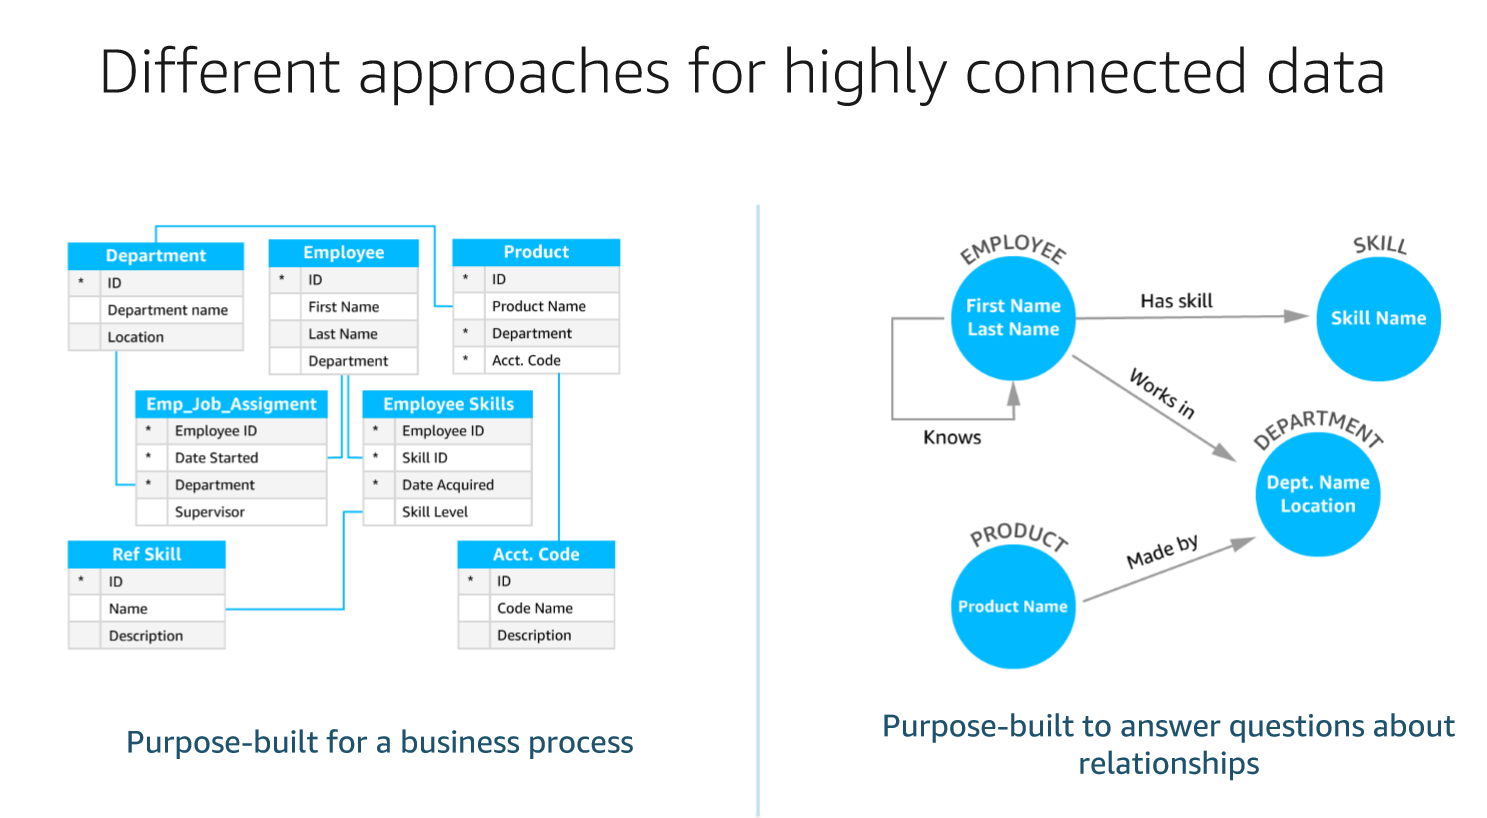 Different approaches for highly connected data
Department
* ID
Department name
Location
Employee
* ID
First Name
Last Name
Department
Product
* ID
Product Name
* Department
* Acct. Code
Emp_Job_Assigment
* Employee ID
* Date Started
* Department
Supervisor
Employee Skills
* Employee ID
* Skill ID
* Date Acquired
Skill Level
Ref Skill
* ID
Name
Description
Acct. Code
* ID
Code Name
Description
Purpose-built for a business process
EMPLOYEE
First Name
Last Name
Has skill
SKILL
Skill Name
Knows
Works in
DEPARTMENT
Dept. Name
Location
PRODUCT
Product Name
Made by
Purpose-built to answer questions about
relationships